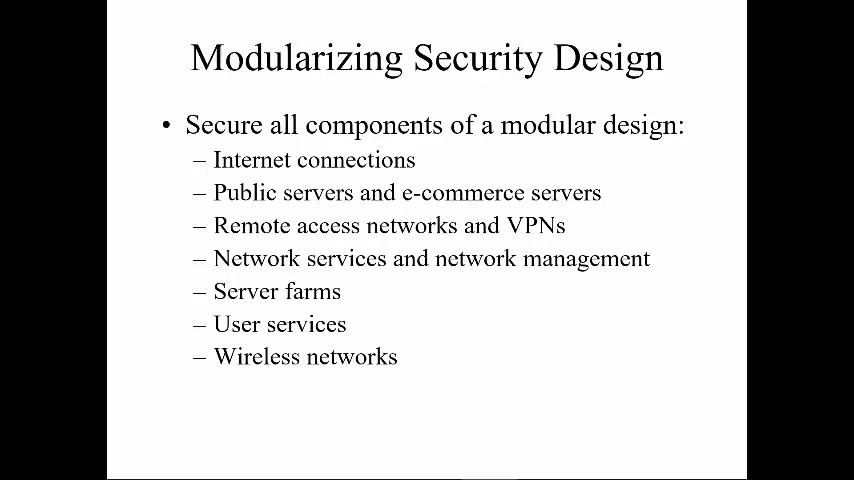 Modularizing Security Design
• Secure all components of a modular design:
– Internet connections
– Public servers and e-commerce servers
– Remote access networks and VPNs
– Network services and network management
– Server farms
– User services
– Wireless networks